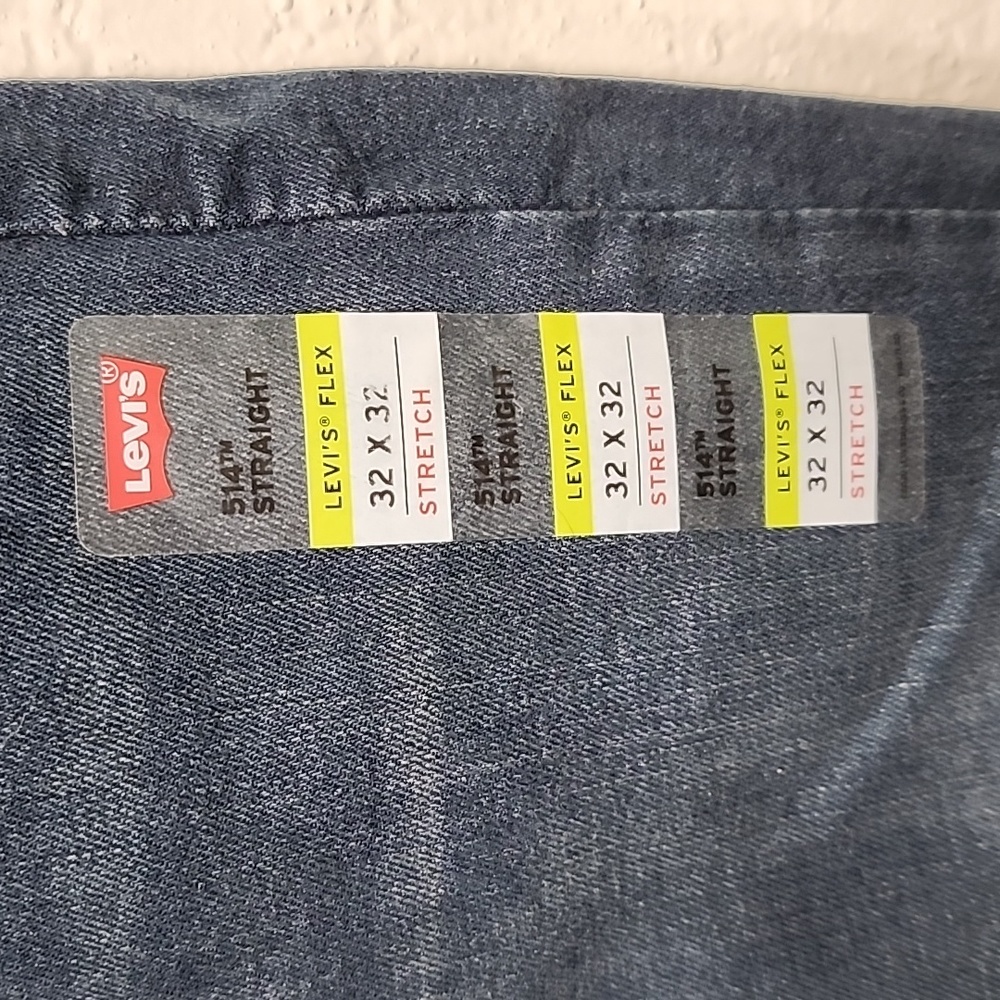 LEVI'S®
514™
STRAIGHT
LEVI'S® FLEX
32 X 32
STRETCH
514™
STRAIGHT
LEVI'S® FLEX
32 X 32
STRETCH
514™
STRAIGHT
LEVI'S® FLEX
32 X 32
STRETCH